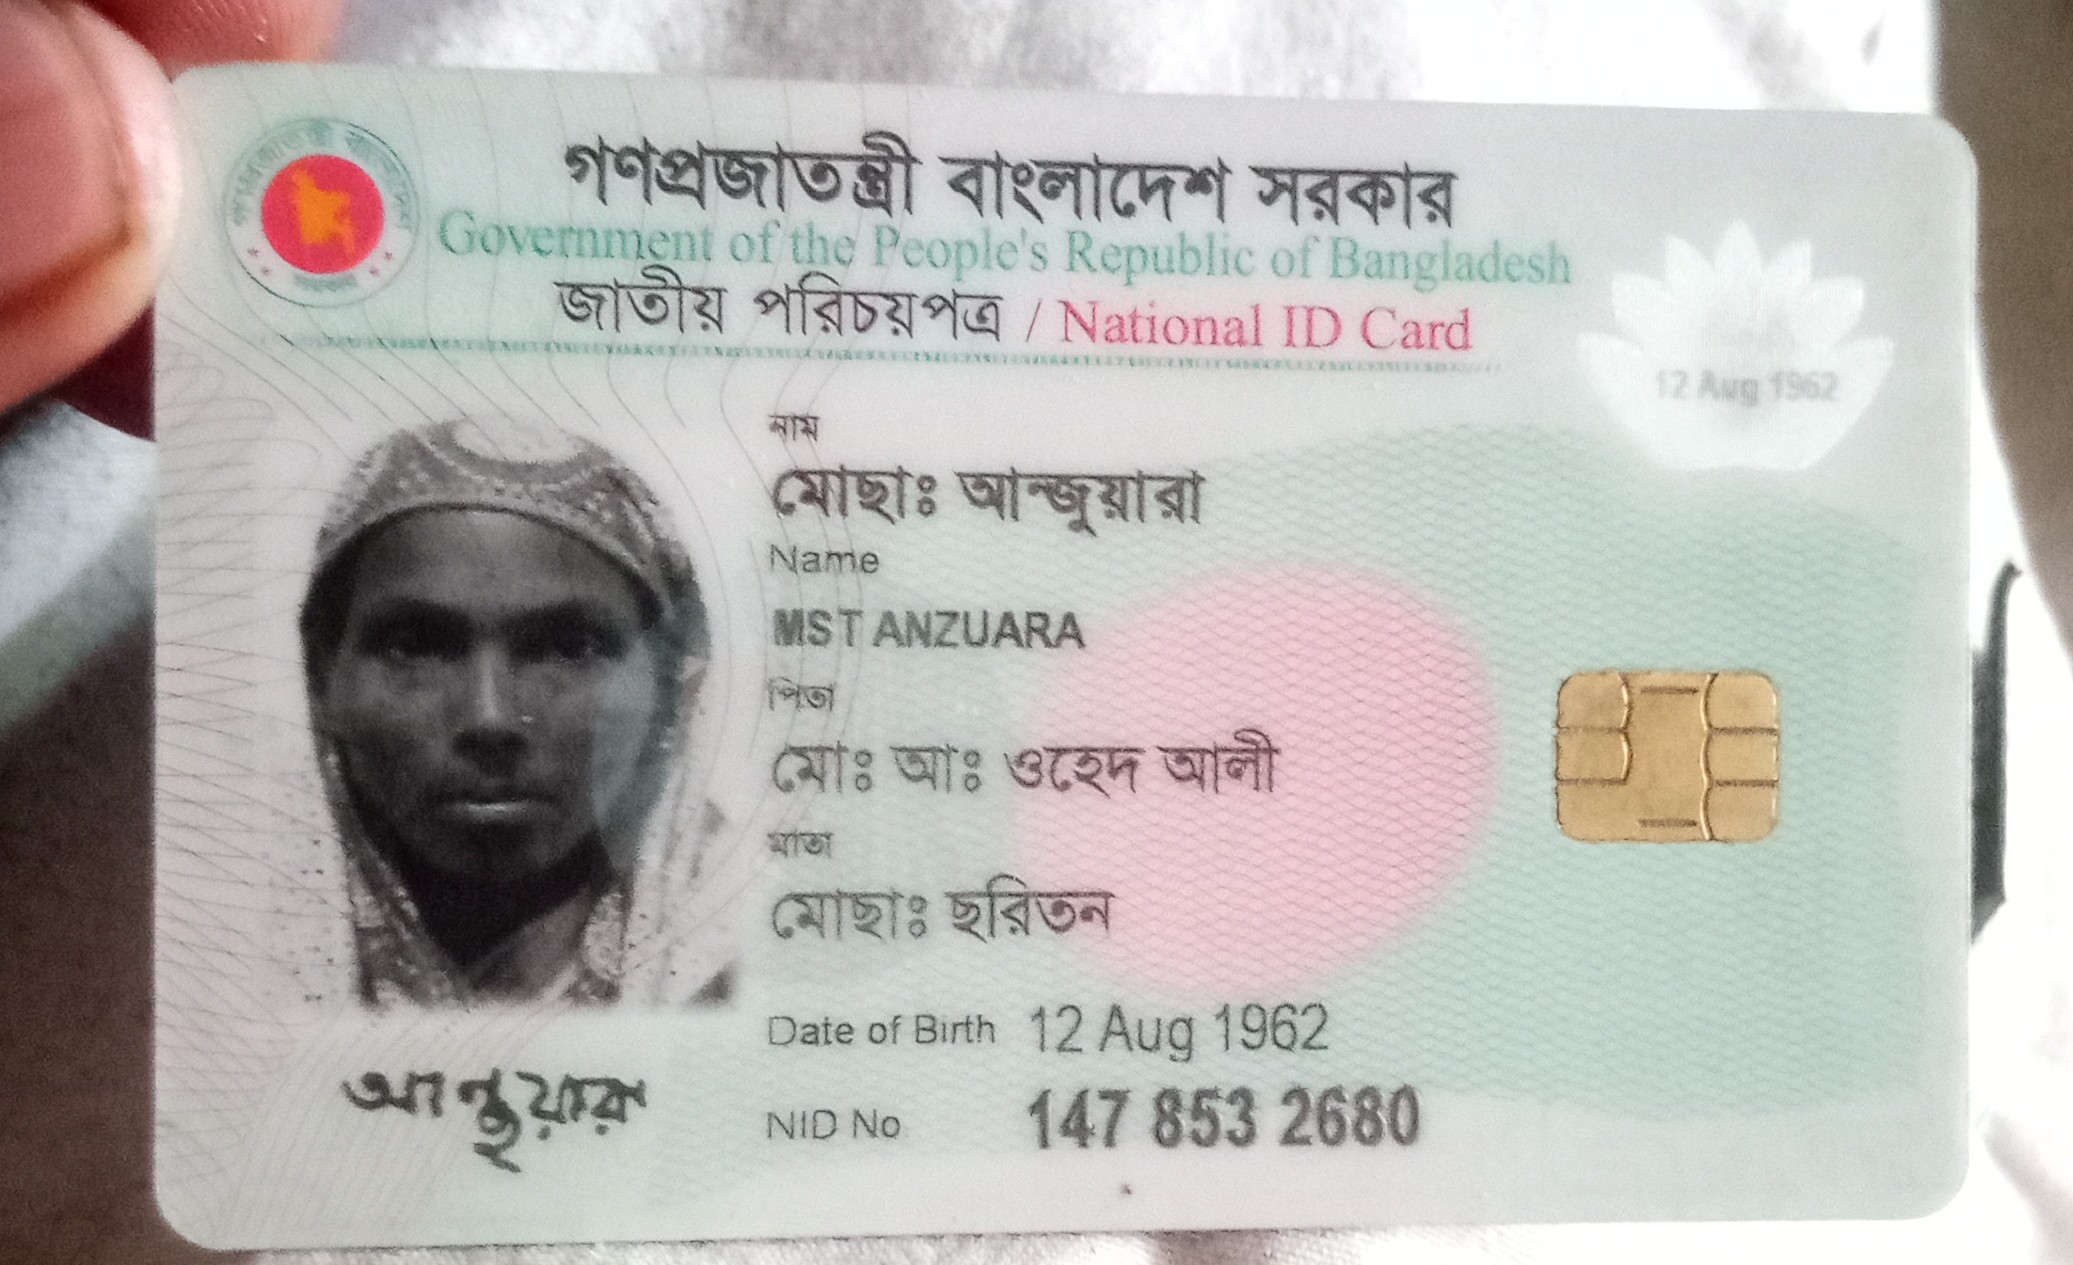 গণপ্রজাতন্ত্রী বাংলাদেশ সরকার
Government of the People's Republic of Bangladesh
জাতীয় পরিচয়পত্র / National ID Card
12 Aug 1962
নাম
মোছাঃ আন্জুয়ারা
Name
MST ANZUARA
পিতা
মোঃ আঃ ওহেদ আলী
মাতা
মোছাঃ ছরিতন
Date of Birth 12 Aug 1962
NID No 147 853 2680